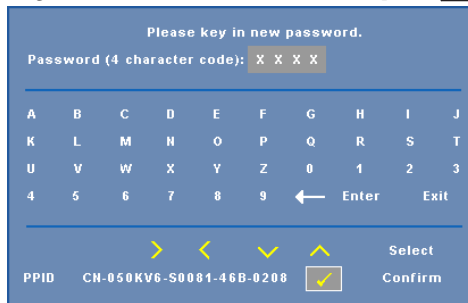 Please key in new password.
Password (4 character code): X X X X
A B C D E F G H I J
K L M N O P Q R S T
U V W X Y Z 0 1 2 3
4 5 6 7 8 9 ← Enter Exit
Select
PPID CN-050KV6-S0081-46B-0208 ✓ Confirm